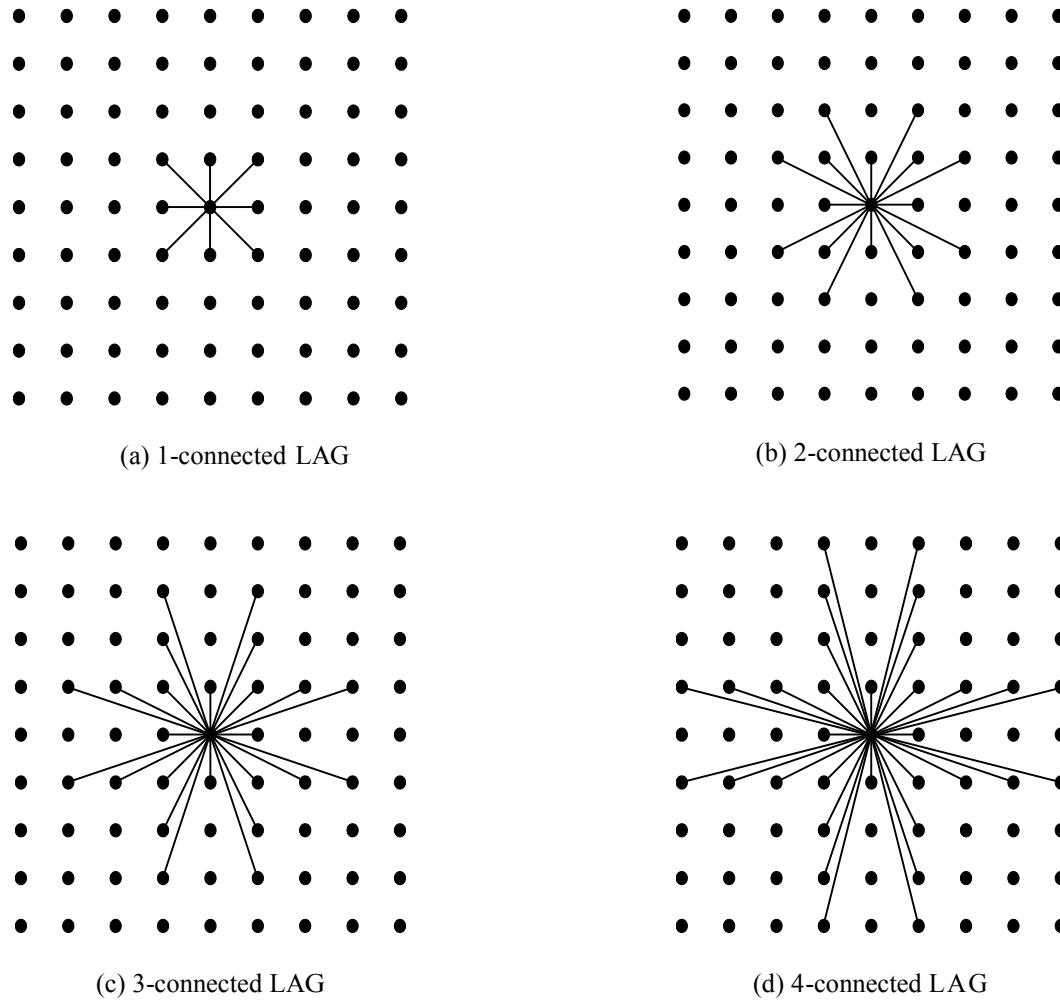 (a) 1-connected LAG
(b) 2-connected LAG
(c) 3-connected LAG
(d) 4-connected LAG